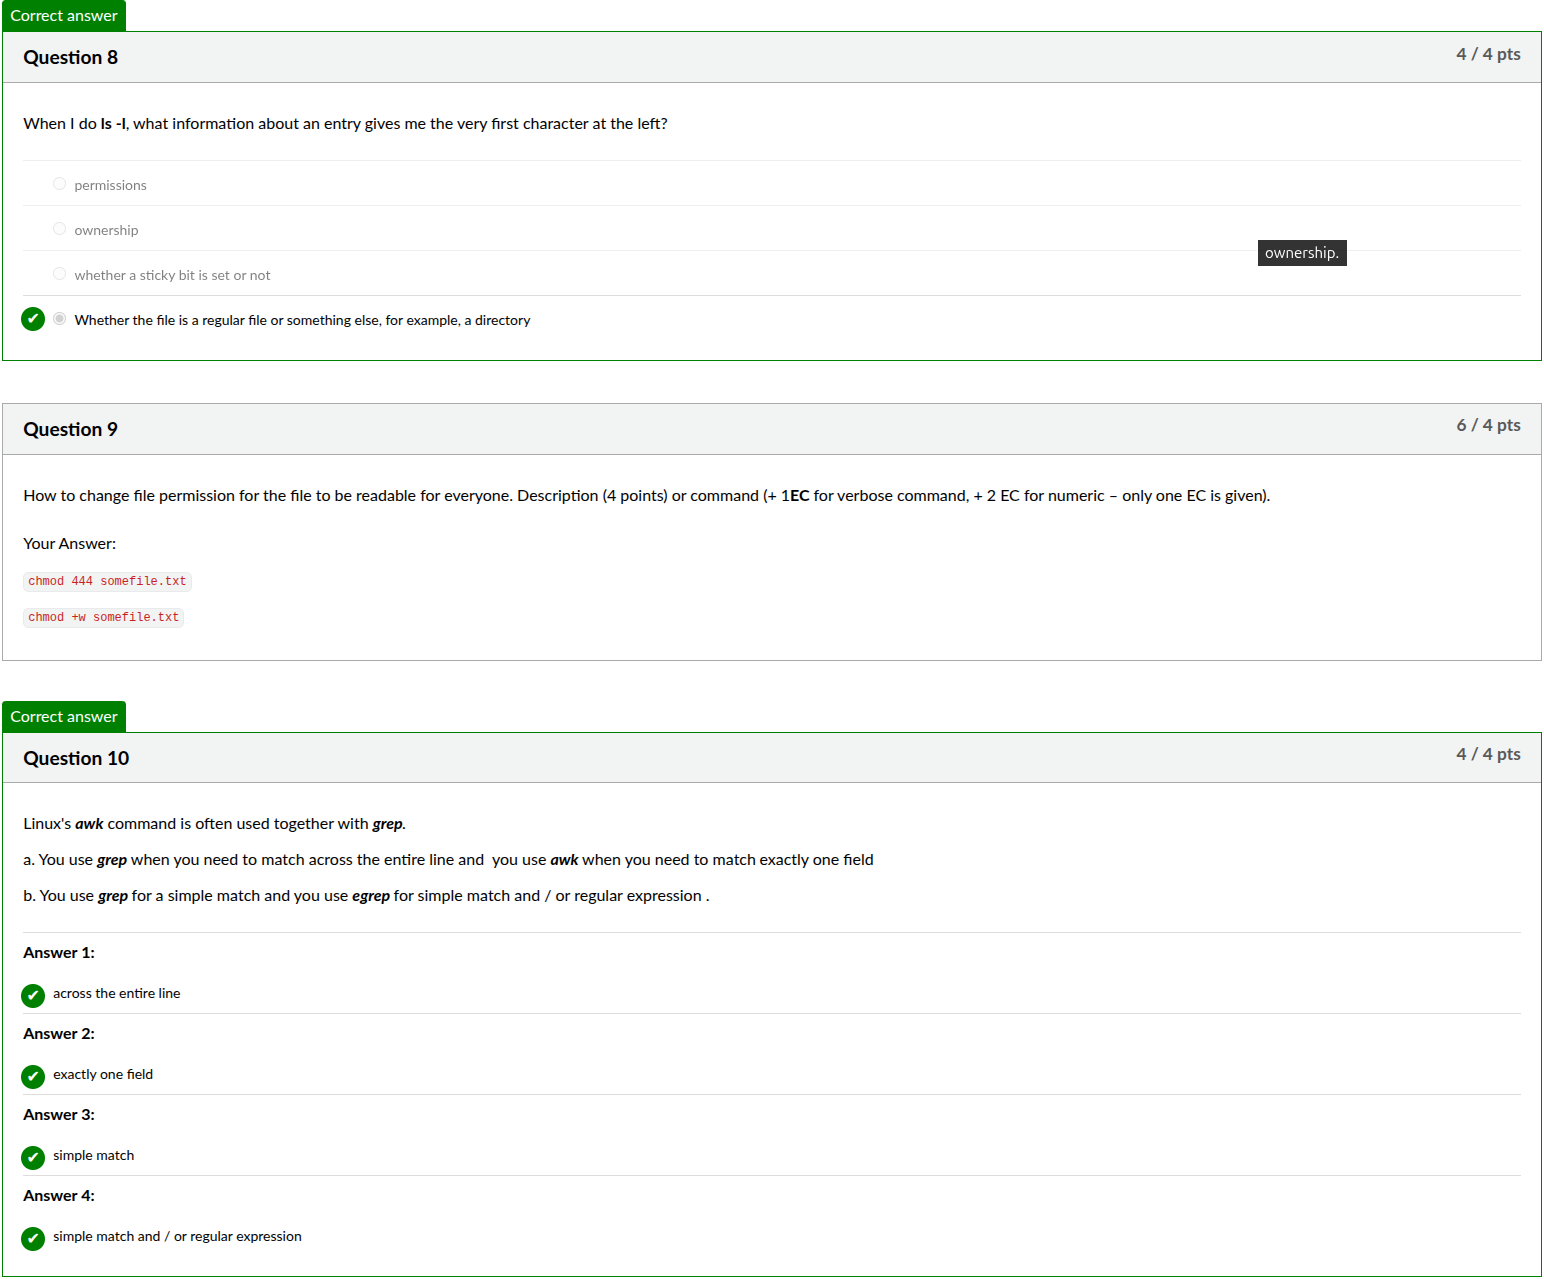 Correct answer
Question 8
4 / 4 pts
When I do ls -l, what information about an entry gives me the very first character at the left?
permissions
ownership
ownership.
whether a sticky bit is set or not
Whether the file is a regular file or something else, for example, a directory
Question 9
6 / 4 pts
How to change file permission for the file to be readable for everyone. Description (4 points) or command (+ 1EC for verbose command, + 2 EC for numeric – only one EC is given).
Your Answer:
chmod 444 somefile.txt
chmod +w somefile.txt
Correct answer
Question 10
4 / 4 pts
Linux's awk command is often used together with grep.
a. You use grep when you need to match across the entire line and  you use awk when you need to match exactly one field
b. You use grep for a simple match and you use egrep for simple match and / or regular expression .
Answer 1:
across the entire line
Answer 2:
exactly one field
Answer 3:
simple match
Answer 4:
simple match and / or regular expression